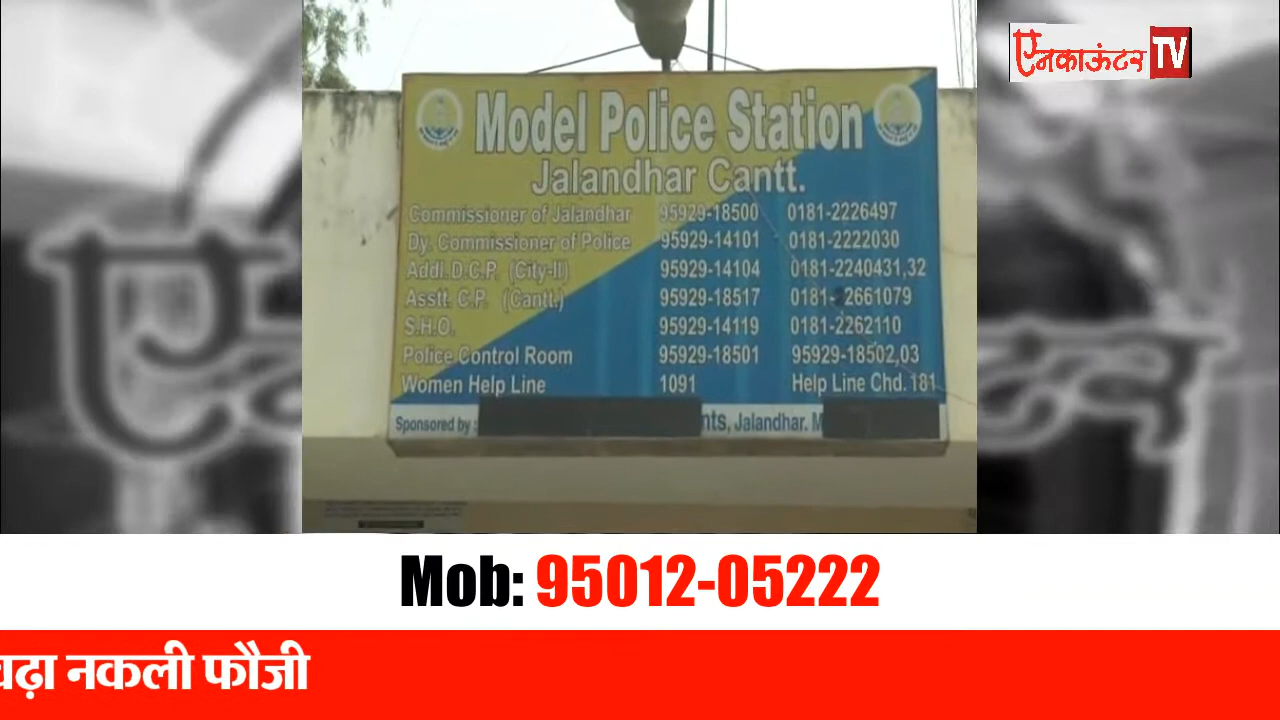 एनकाऊंटर TV
Model Police Station
Jalandhar Cantt.
Commissioner of Jalandhar 95929-18500 0181-2226497
Dy. Commissioner of Police 95929-14101 0181-2222030
Addl. D.C.P. (City-II) 95929-14104 0181-2240431,32
Asstt. C.P. (Cantt.) 95929-18517 0181-22661079
S.H.O. 95929-14119 0181-2262110
Police Control Room 95929-18501 95929-18502,03
Women Help Line 1091 Help Line Chd. 181
Sponsored by : nts, Jalandhar. M
Mob: 95012-05222
चढ़ा नकली फौजी